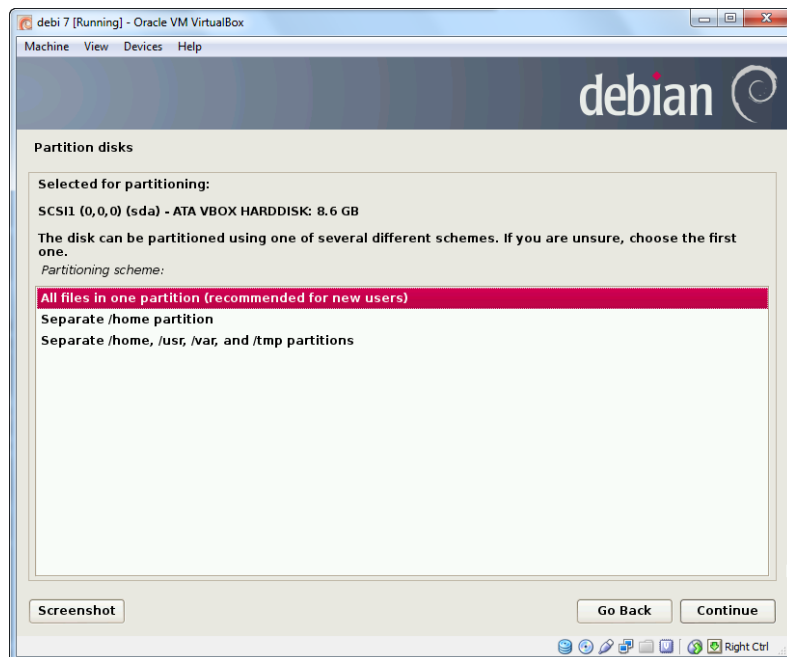 debi 7 [Running] - Oracle VM VirtualBox
Machine View Devices Help
debian
Partition disks
Selected for partitioning:
SCSI1 (0,0,0) (sda) - ATA VBOX HARDDISK: 8.6 GB
The disk can be partitioned using one of several different schemes. If you are unsure, choose the first
one.
Partitioning scheme:
All files in one partition (recommended for new users)
Separate /home partition
Separate /home, /usr, /var, and /tmp partitions
Screenshot Go Back Continue
Right Ctrl